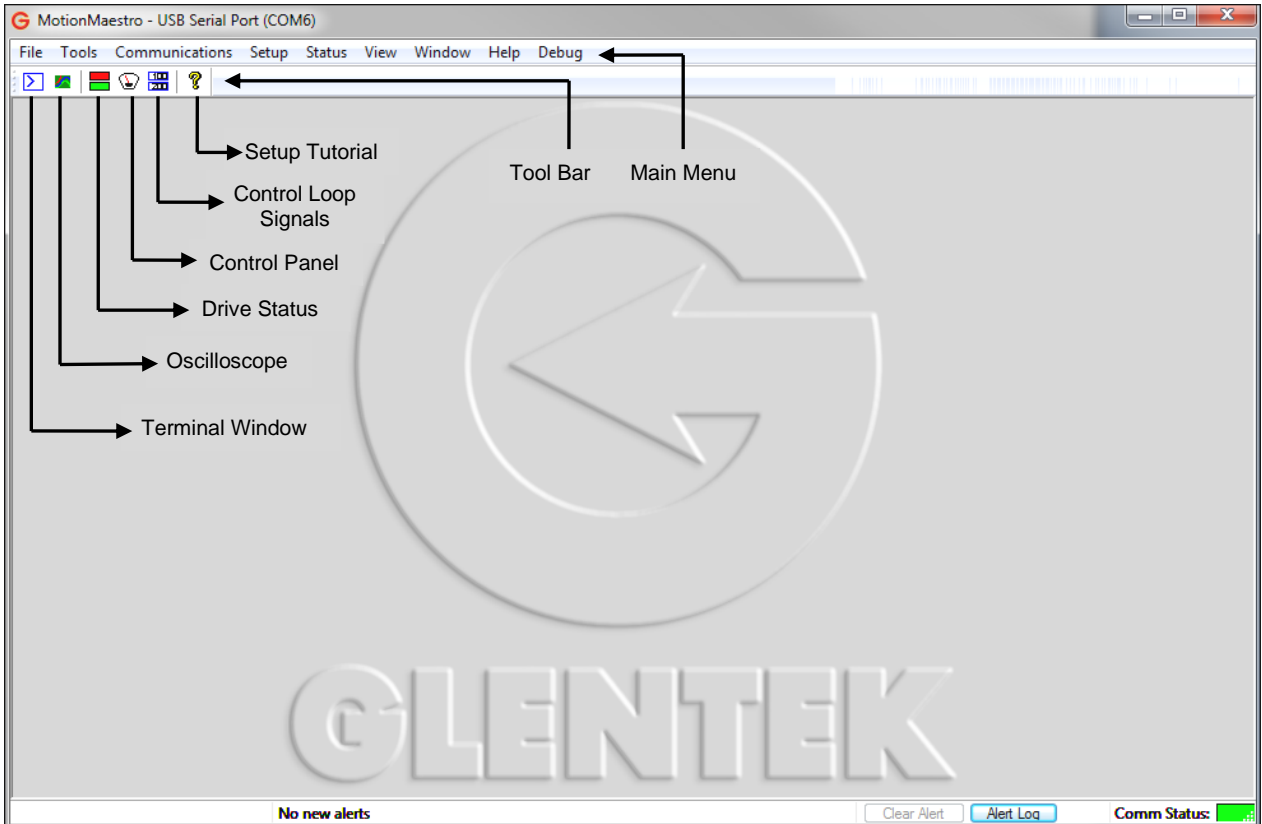 MotionMaestro - USB Serial Port (COM6)
File Tools Communications Setup Status View Window Help Debug
Setup Tutorial
Tool Bar
Main Menu
Control Loop
Signals
Control Panel
Drive Status
Oscilloscope
Terminal Window
GLENTEK
No new alerts
Clear Alert
Alert Log
Comm Status: